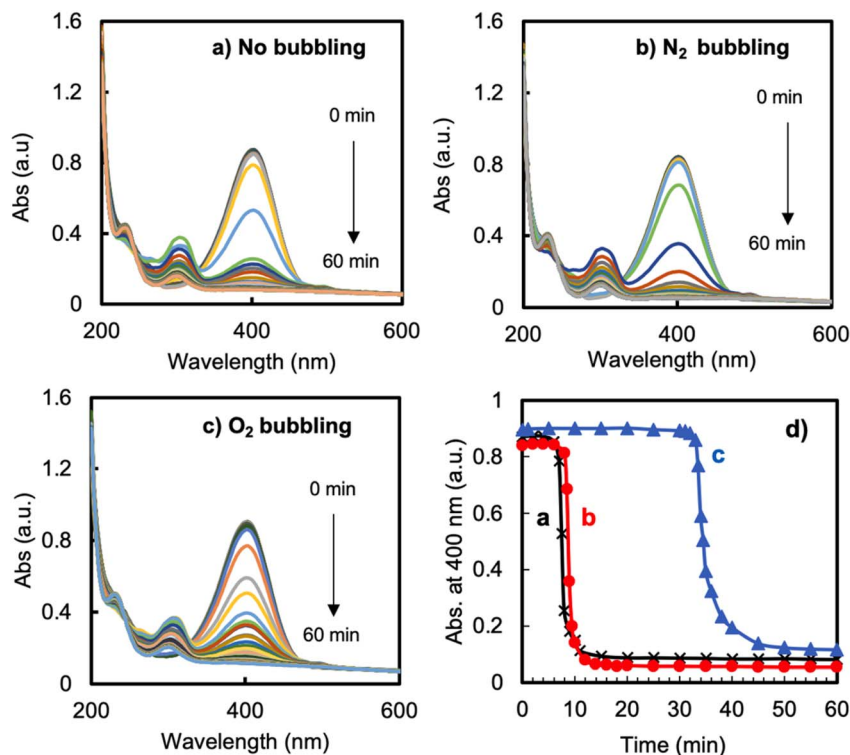 a) No bubbling
1.6
1.2
0.8
0.4
0
0 min
60 min
Abs (a.u)
200
400
600
Wavelength (nm)
b) N₂ bubbling
1.6
1.2
0.8
0.4
0
0 min
60 min
Abs (a.u.)
200
400
600
Wavelength (nm)
c) O₂ bubbling
1.6
1.2
0.8
0.4
0
0 min
60 min
Abs (a.u.)
200
400
600
Wavelength (nm)
d)
1
0.8
0.6
0.4
0.2
0
a
b
c
Abs. at 400 nm (a.u.)
0
10
20
30
40
50
60
Time (min)